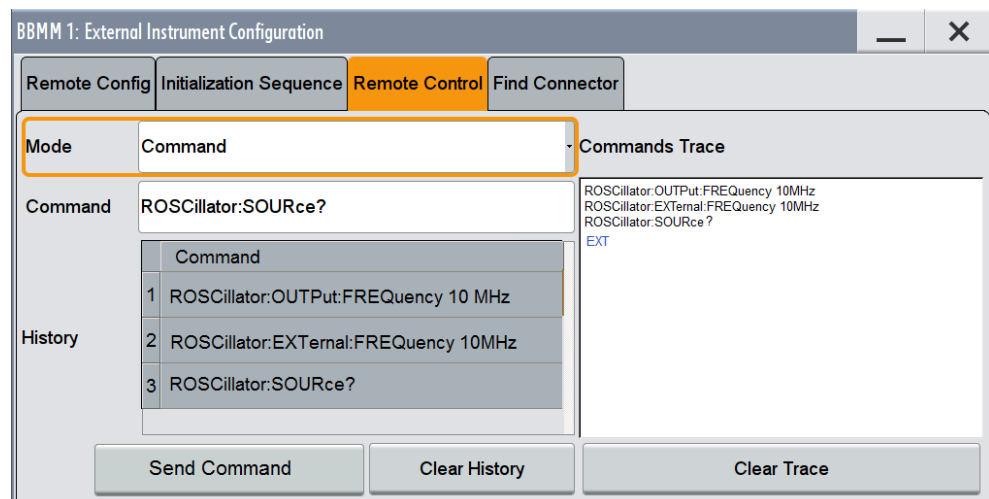 BBMM 1: External Instrument Configuration
Remote Config Initialization Sequence Remote Control Find Connector
Mode Command Commands Trace
Command ROSCillator:SOURce?
ROSCillator:OUTPut:FREQuency 10MHz
ROSCillator:EXTernal:FREQuency 10MHz
ROSCillator:SOURce ?
EXT
History
Command
1 ROSCillator:OUTPut:FREQuency 10 MHz
2 ROSCillator:EXTernal:FREQuency 10MHz
3 ROSCillator:SOURce?
Send Command Clear History Clear Trace